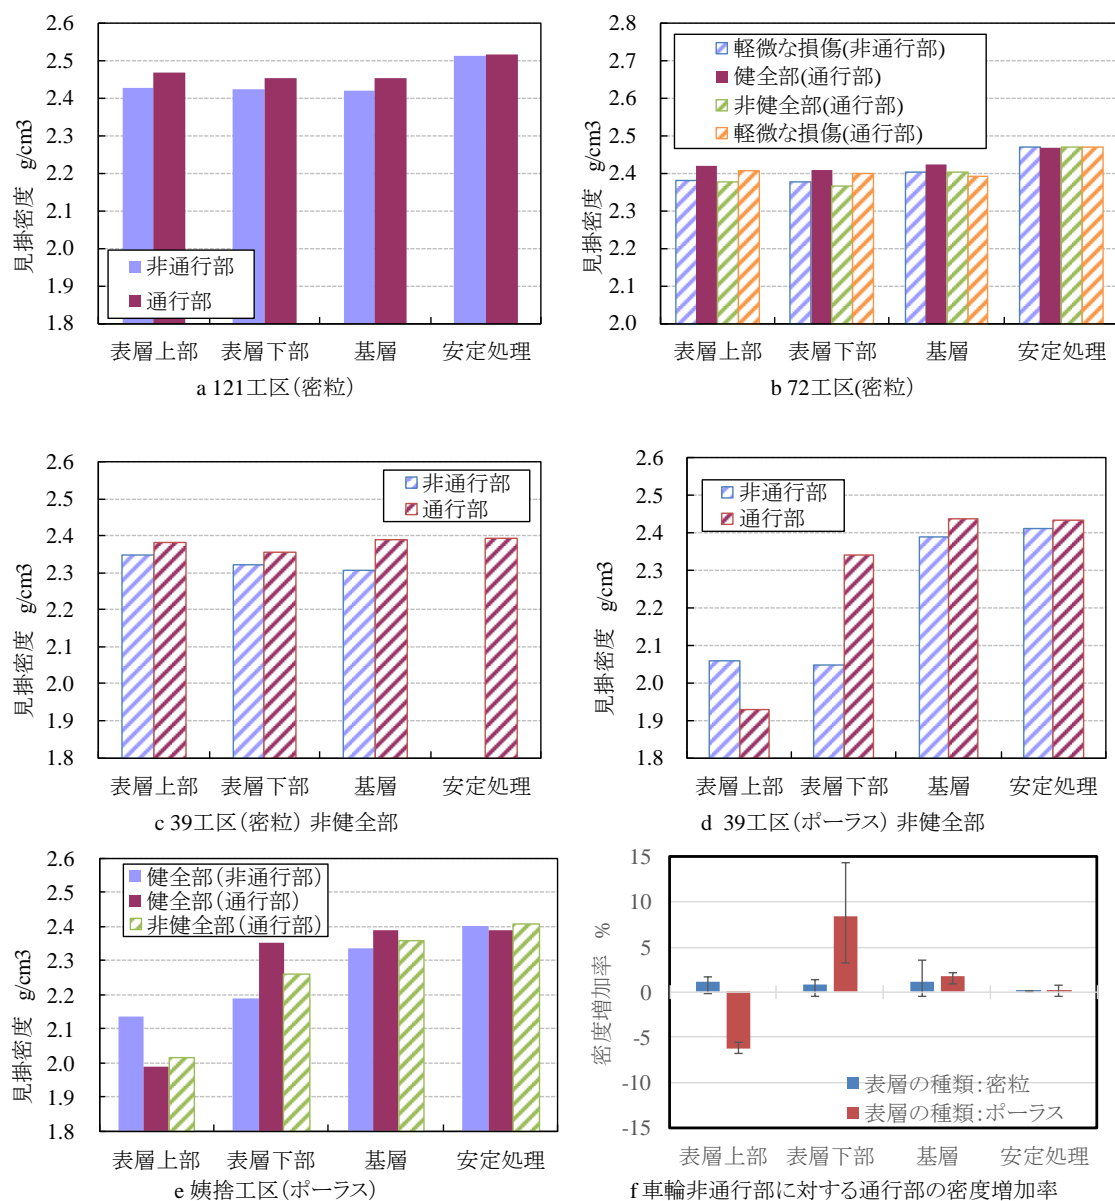 見掛密度 g/cm3
2.6
2.5
2.4
2.3
2.2
2.1
2.0
1.9
1.8
非通行部
通行部
表層上部 表層下部 基層 安定処理
a 121工区(密粒)
見掛密度 g/cm3
2.8
2.7
2.6
2.5
2.4
2.3
2.2
2.1
2.0
軽微な損傷(非通行部)
健全部(通行部)
非健全部(通行部)
軽微な損傷(通行部)
表層上部 表層下部 基層 安定処理
b 72工区(密粒)
見掛密度 g/cm3
2.6
2.5
2.4
2.3
2.2
2.1
2.0
1.9
1.8
非通行部
通行部
表層上部 表層下部 基層 安定処理
c 39工区(密粒) 非健全部
見掛密度 g/cm3
2.6
2.5
2.4
2.3
2.2
2.1
2.0
1.9
1.8
非通行部
通行部
表層上部 表層下部 基層 安定処理
d 39工区(ポーラス) 非健全部
見掛密度 g/cm3
2.6
2.5
2.4
2.3
2.2
2.1
2.0
1.9
1.8
健全部(非通行部)
健全部(通行部)
非健全部(通行部)
表層上部 表層下部 基層 安定処理
e 姨捨工区(ポーラス)
密度増加率 %
15
10
5
0
-5
-10
-15
表層の種類:密粒
表層の種類:ポーラス
表層上部 表層下部 基層 安定処理
f 車輪非通行部に対する通行部の密度増加率